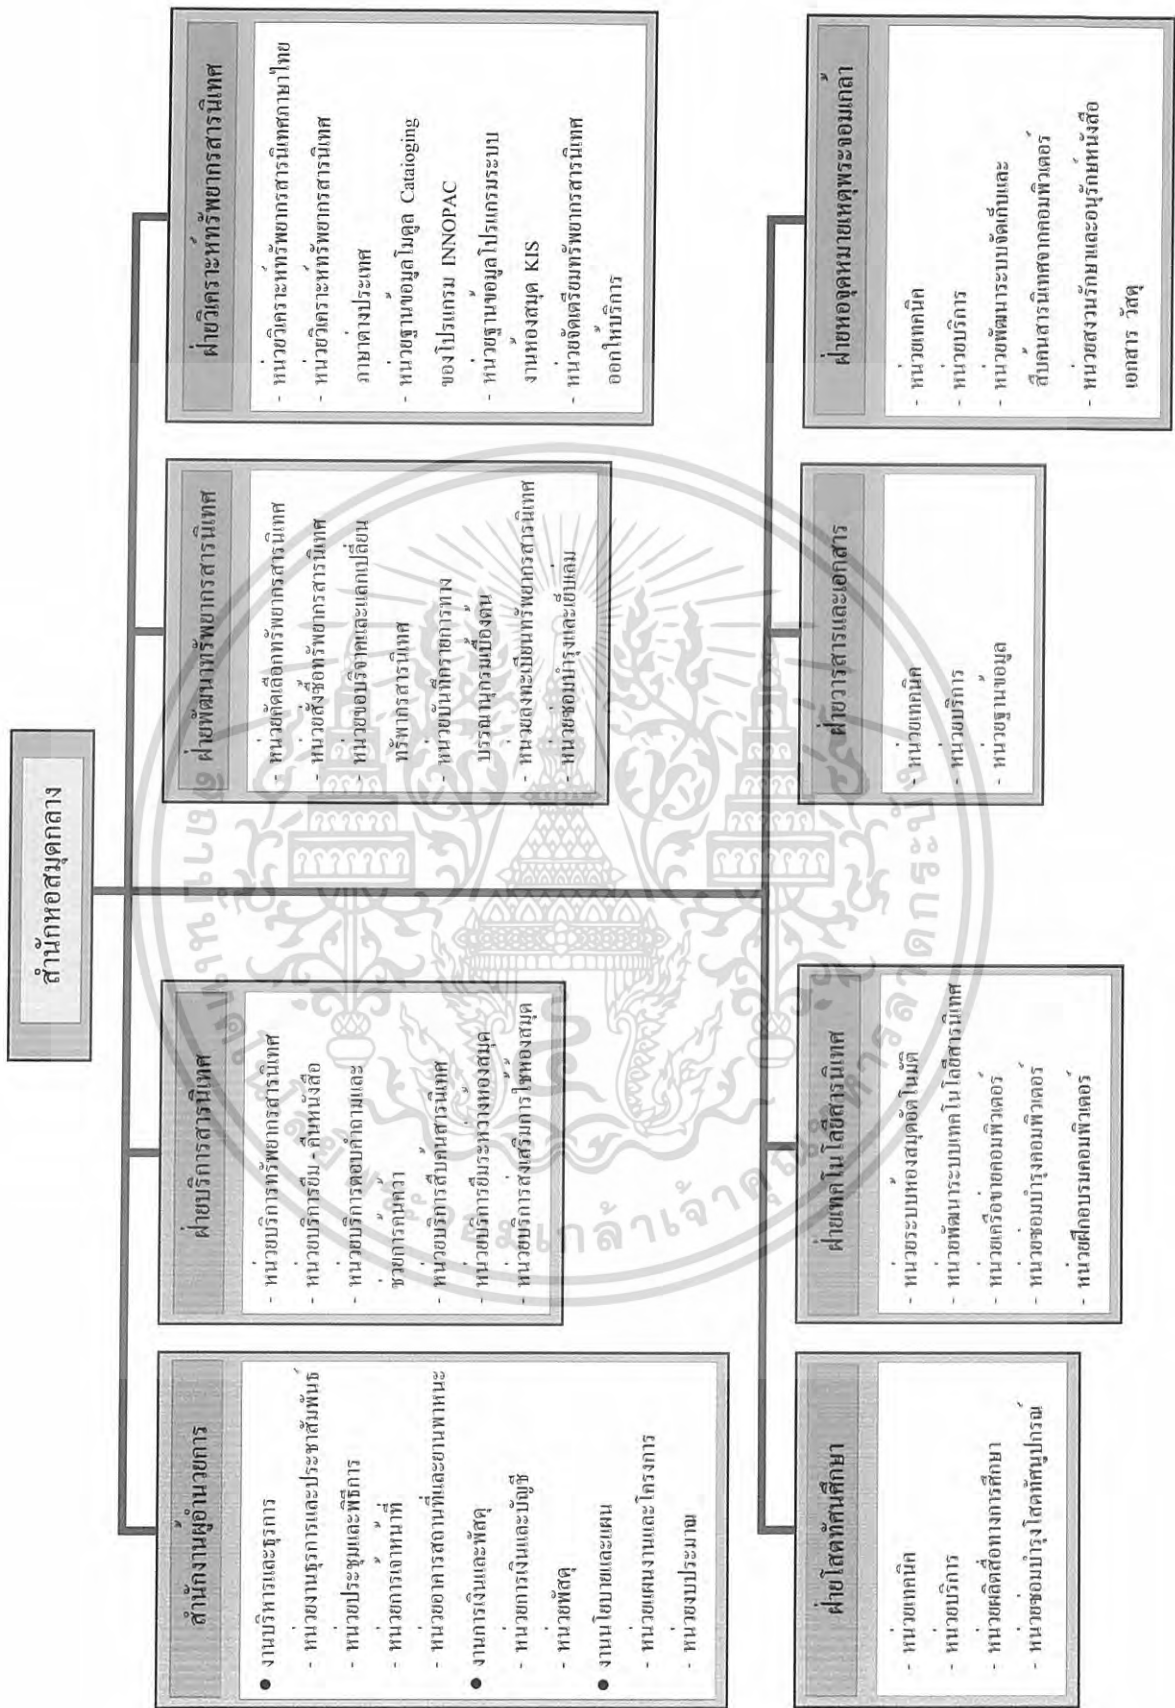 สำนักหอสมุดกลาง
สำนักงานผู้อำนวยการ
● งานบริหารและธุรการ
- หน่วยงานธุรการและประชาสัมพันธ์
- หน่วยประชุมและพิธีการ
- หน่วยการเจ้าหน้าที่
- หน่วยอาคารสถานที่และยานพาหนะ
● งานการเงินและพัสดุ
- หน่วยการเงินและบัญชี
- หน่วยพัสดุ
● งานนโยบายและแผน
- หน่วยแผนงานและโครงการ
- หน่วยงบประมาณ
ฝ่ายบริการสารนิเทศ
- หน่วยบริการทรัพยากรสารนิเทศ
- หน่วยบริการยืม - คืนหนังสือ
- หน่วยบริการตอบคำถามและ
ช่วยการค้นคว้า
- หน่วยบริการสืบค้นสารนิเทศ
- หน่วยบริการยืมระหว่างห้องสมุด
- หน่วยบริการส่งเสริมการใช้ห้องสมุด
ฝ่ายพัฒนาทรัพยากรสารนิเทศ
- หน่วยคัดเลือกทรัพยากรสารนิเทศ
- หน่วยสั่งซื้อทรัพยากรสารนิเทศ
- หน่วยขอบริจาคและแลกเปลี่ยน
ทรัพากรสารนิเทศ
- หน่วยบันทึกรายการทาง
บรรณานุกรมเบื้องต้น
- หน่วยลงทะเบียนทรัพยากรสารนิเทศ
- หน่วยซ่อมบำรุงและเย็บเล่ม
ฝ่ายวิเคราะห์ทรัพยากรสารนิเทศ
- หน่วยวิเคราะห์ทรัพยากรสารนิเทศภาษาไทย
- หน่วยวิเคราะห์ทรัพยากรสารนิเทศ
ภาษาต่างประเทศ
- หน่วยฐานข้อมูลโมดูล Cataloging
ของโปรแกรม INNOPAC
- หน่วยฐานข้อมูลโปรแกรมระบบ
งานห้องสมุด KIS
- หน่วยจัดเตรียมทรัพยากรสารนิเทศ
ออกให้บริการ
ฝ่ายโสตทัศนศึกษา
- หน่วยเทคนิค
- หน่วยบริการ
- หน่วยผลิตสื่อทางการศึกษา
- หน่วยซ่อมบำรุงโสตทัศนูปกรณ์
ฝ่ายเทคโนโลยีสารนิเทศ
- หน่วยระบบห้องสมุดอัตโนมัติ
- หน่วยพัฒนาระบบเทคโนโลยีสารนิเทศ
- หน่วยเครือข่ายคอมพิวเตอร์
- หน่วยซ่อมบำรุงคอมพิวเตอร์
- หน่วยฝึกอบรมคอมพิวเตอร์
ฝ่ายวารสารและเอกสาร
- หน่วยเทคนิค
- หน่วยบริการ
- หน่วยฐานข้อมูล
ฝ่ายหอจดหมายเหตุพระจอมเกล้า
- หน่วยเทคนิค
- หน่วยบริการ
- หน่วยพัฒนาระบบจัดเก็บและ
สืบค้นสารนิเทศจากคอมพิวเตอร์
- หน่วยสงวนรักษาและอนุรักษ์หนังสือ
เอกสาร วัสดุ